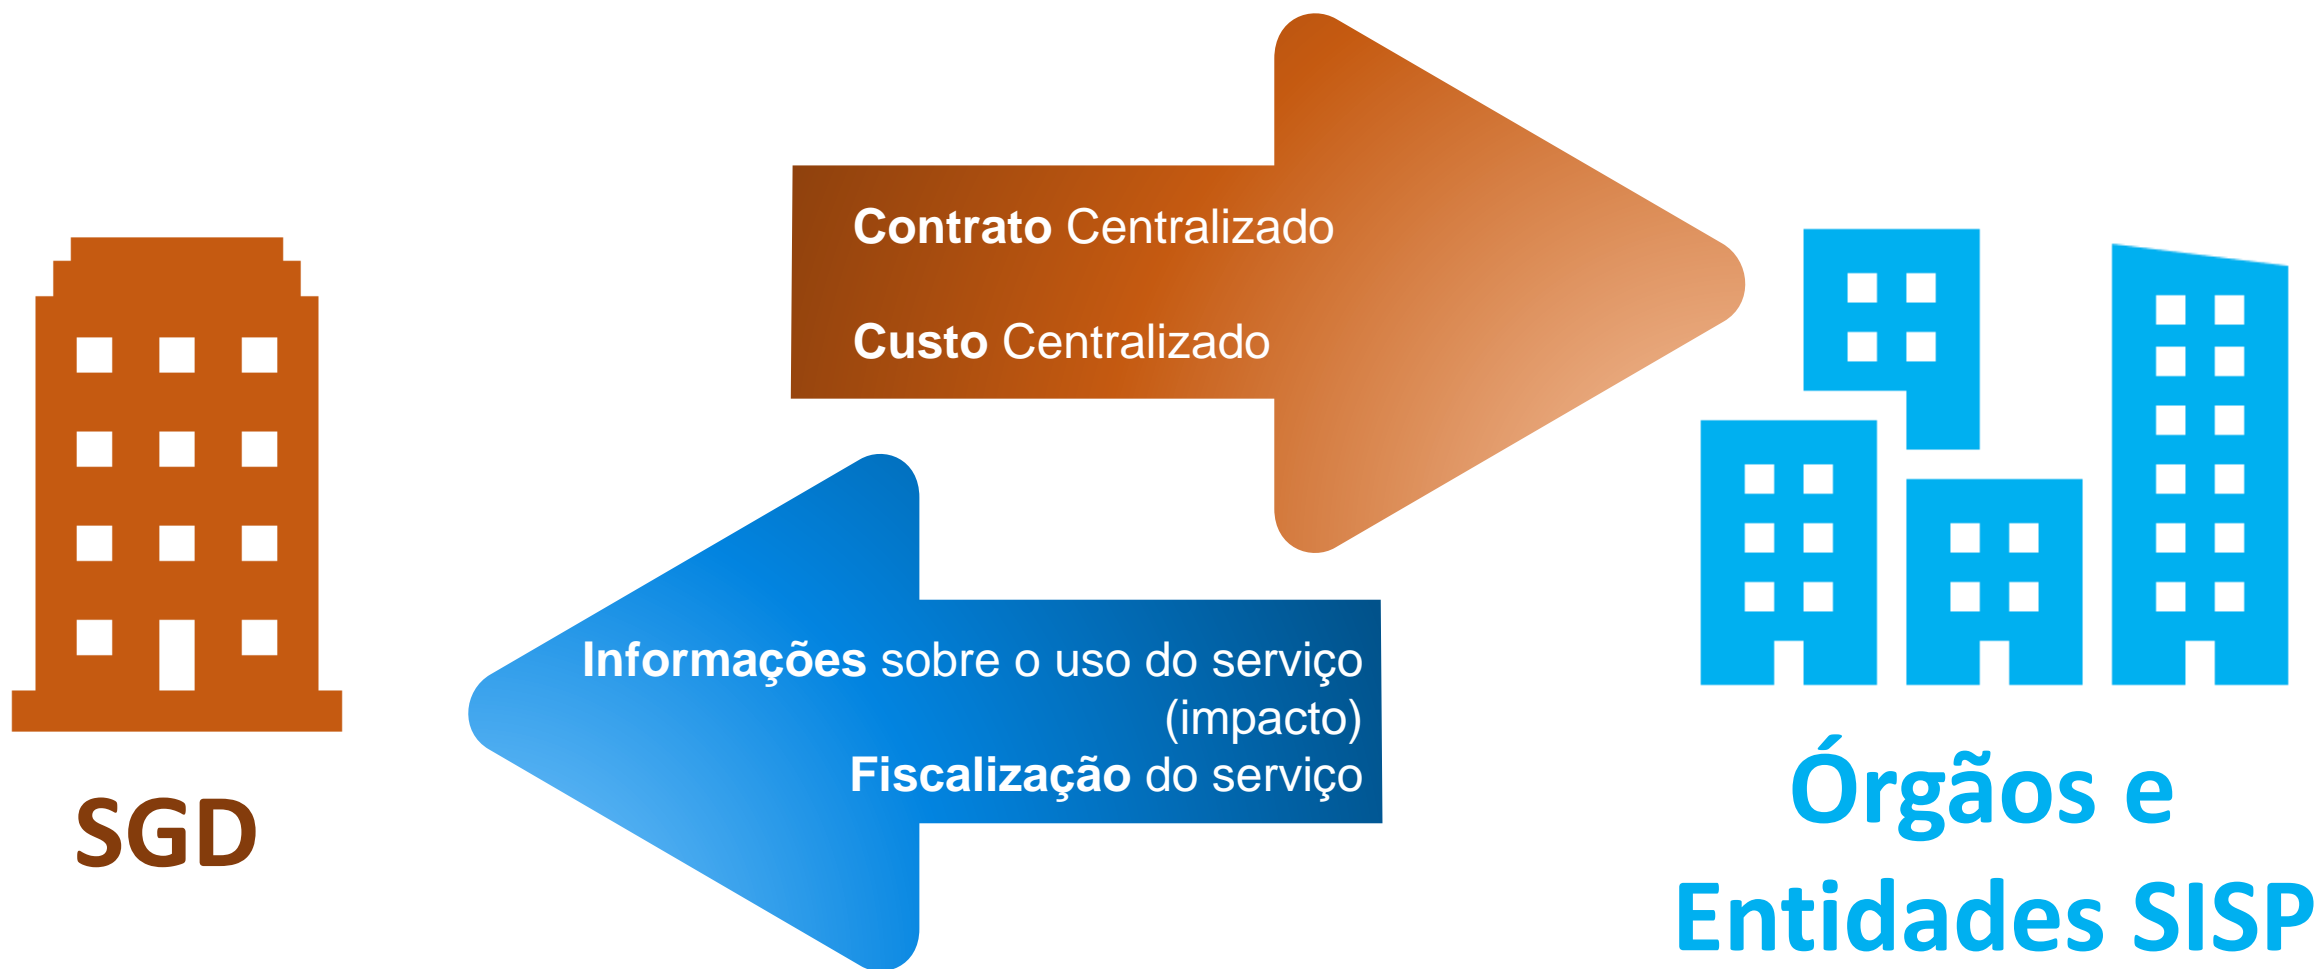 Contrato Centralizado
Custo Centralizado
Informações sobre o uso do serviço
(impacto)
Fiscalização do serviço
SGD
Órgãos e
Entidades SISP